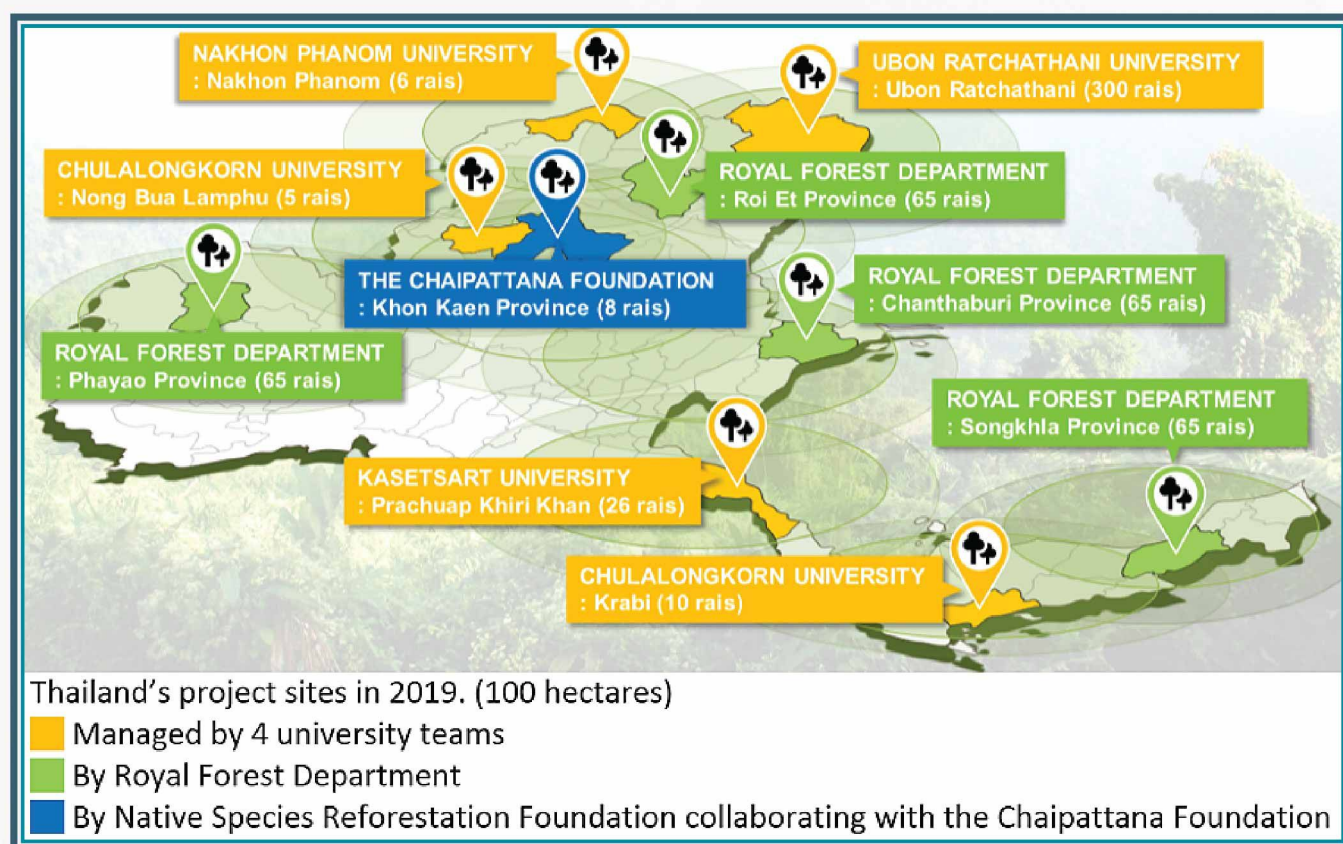 NAKHON PHANOM UNIVERSITY
: Nakhon Phanom (6 rais)
UBON RATCHATHANI UNIVERSITY
: Ubon Ratchathani (300 rais)
CHULALONGKORN UNIVERSITY
: Nong Bua Lamphu (5 rais)
ROYAL FOREST DEPARTMENT
: Roi Et Province (65 rais)
THE CHAIPATTANA FOUNDATION
: Khon Kaen Province (8 rais)
ROYAL FOREST DEPARTMENT
: Chanthaburi Province (65 rais)
ROYAL FOREST DEPARTMENT
: Phayao Province (65 rais)
ROYAL FOREST DEPARTMENT
: Songkhla Province (65 rais)
KASETSART UNIVERSITY
: Prachuap Khiri Khan (26 rais)
CHULALONGKORN UNIVERSITY
: Krabi (10 rais)
Thailand's project sites in 2019. (100 hectares)
Managed by 4 university teams
By Royal Forest Department
By Native Species Reforestation Foundation collaborating with the Chaipattana Foundation